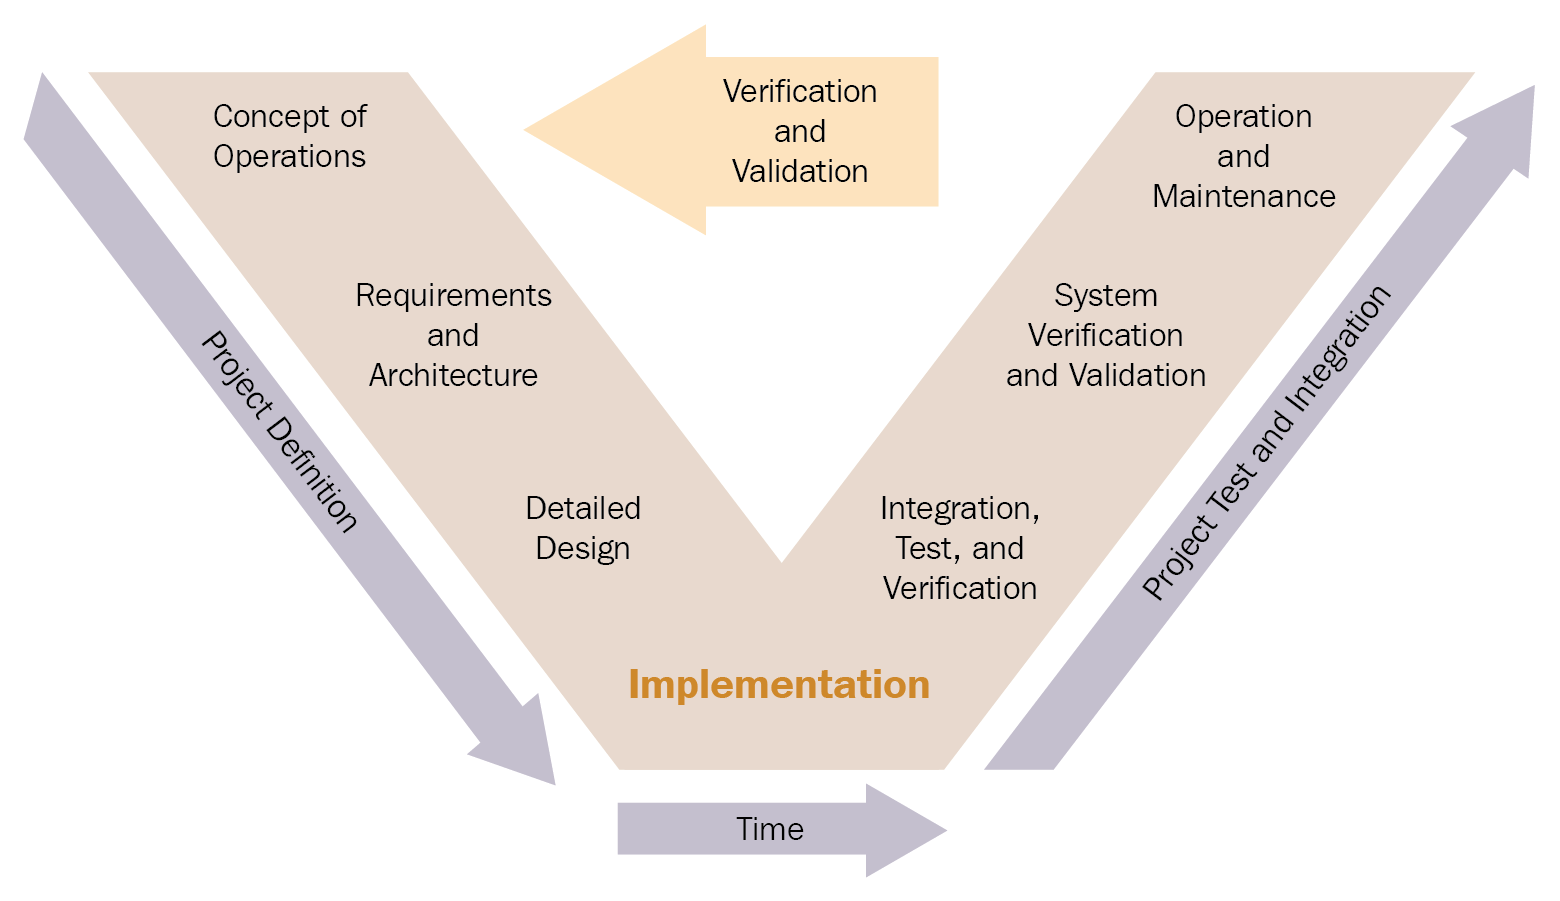 Concept of
Operations
Verification
and
Validation
Operation
and
Maintenance
Requirements
and
Architecture
System
Verification
and Validation
Project Definition
Project Test and Integration
Detailed
Design
Integration,
Test, and
Verification
Implementation
Time